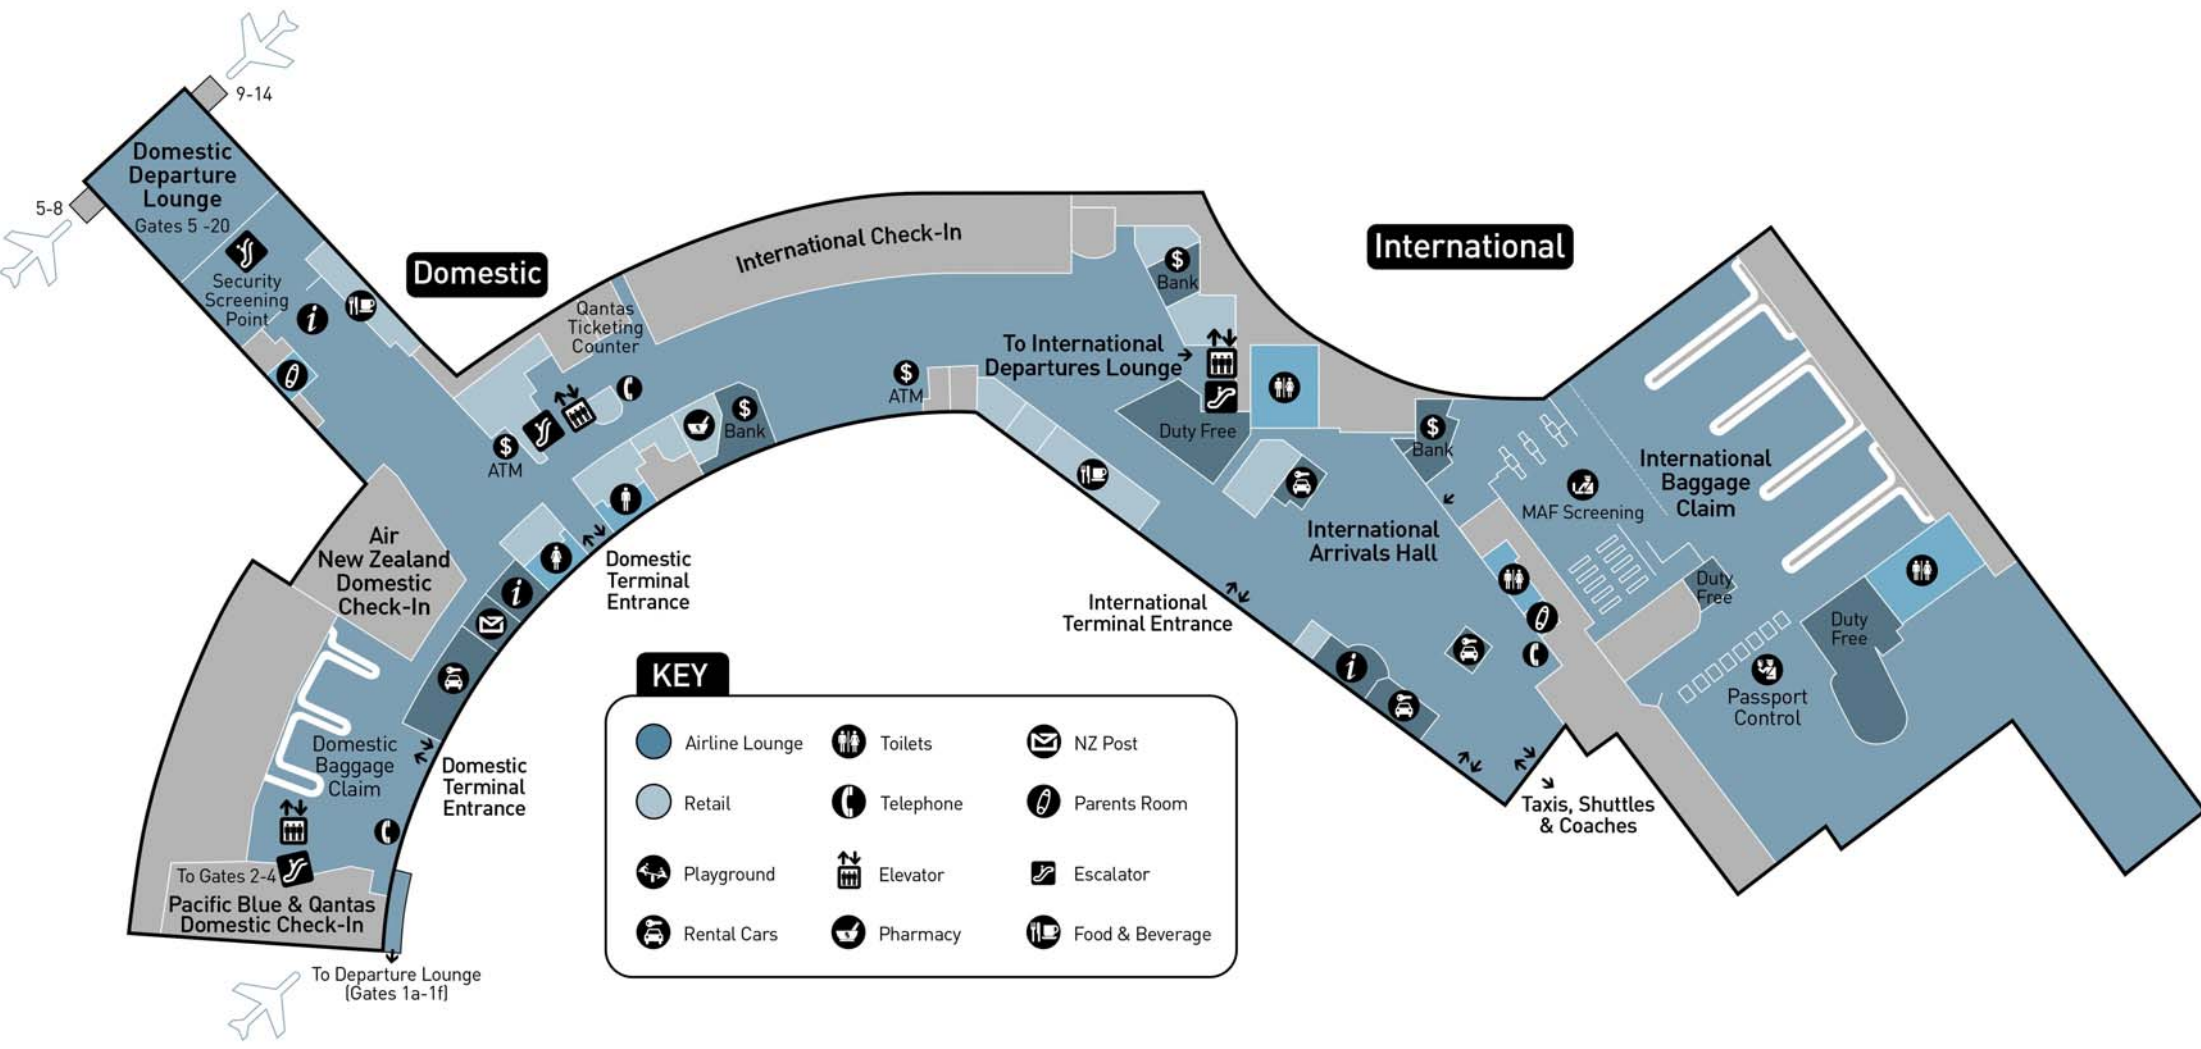 9-14
5-8
Domestic
Departure
Lounge
Gates 5 -20
Security
Screening
Point
i
Domestic
Qantas
Ticketing
Counter
International Check-In
$
ATM
$
Bank
$
ATM
To International
Departures Lounge
$
Bank
Duty Free
International
$
Bank
MAF Screening
International
Baggage
Claim
International
Arrivals Hall
Duty
Free
Duty
Free
Passport
Control
Air
New Zealand
Domestic
Check-In
i
Domestic
Terminal
Entrance
International
Terminal Entrance
i
Taxis, Shuttles
& Coaches
Domestic
Baggage
Claim
Domestic
Terminal
Entrance
To Gates 2-4
Pacific Blue & Qantas
Domestic Check-In
To Departure Lounge
(Gates 1a-1f)
KEY
Airline Lounge
Toilets
NZ Post
Retail
Telephone
Parents Room
Playground
Elevator
Escalator
Rental Cars
Pharmacy
Food & Beverage